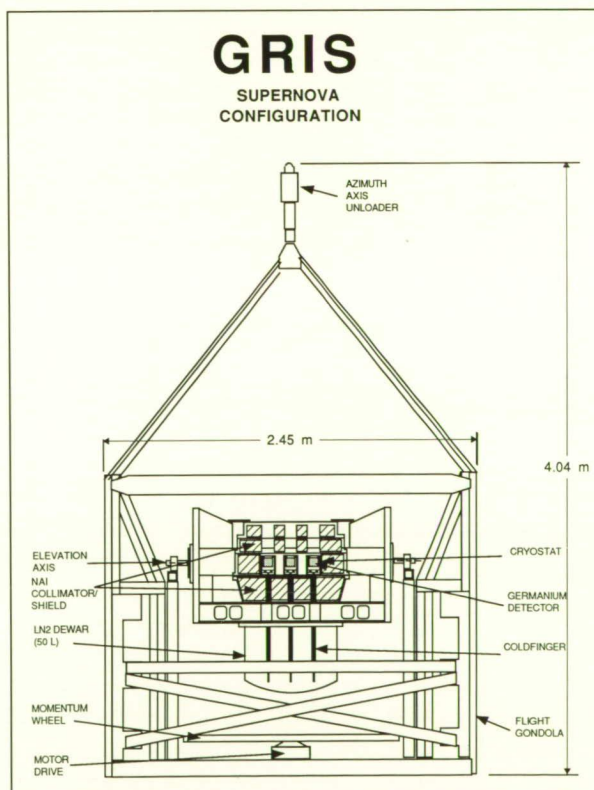 GRIS
SUPERNOVA
CONFIGURATION
AZIMUTH
AXIS
UNLOADER
2.45 m
4.04 m
ELEVATION
AXIS
NAI
COLLIMATOR/
SHIELD
LN2 DEWAR
(50 L)
MOMENTUM
WHEEL
MOTOR
DRIVE
CRYOSTAT
GERMANIUM
DETECTOR
COLDFINGER
FLIGHT
GONDOLA